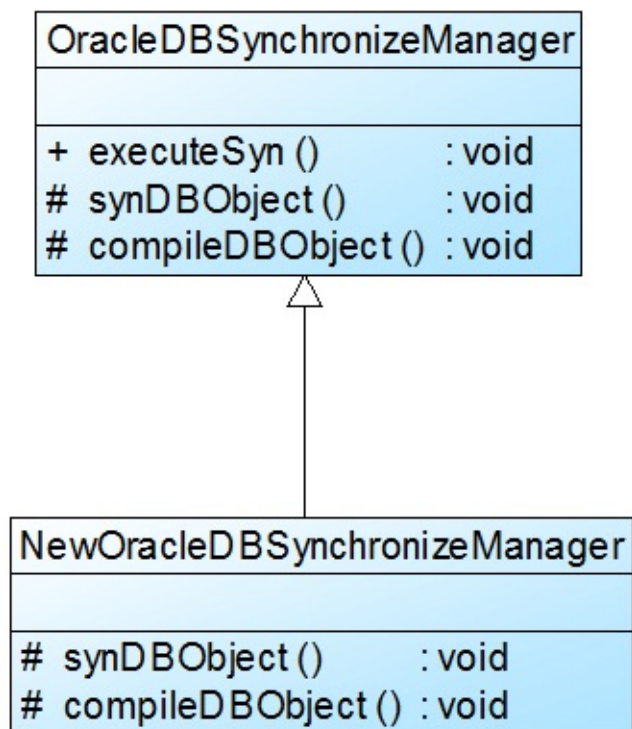 OracleDBSynchronizeManager
+ executeSyn () : void
# synDBObject () : void
# compileDBObject () : void
NewOracleDBSynchronizeManager
# synDBObject () : void
# compileDBObject () : void